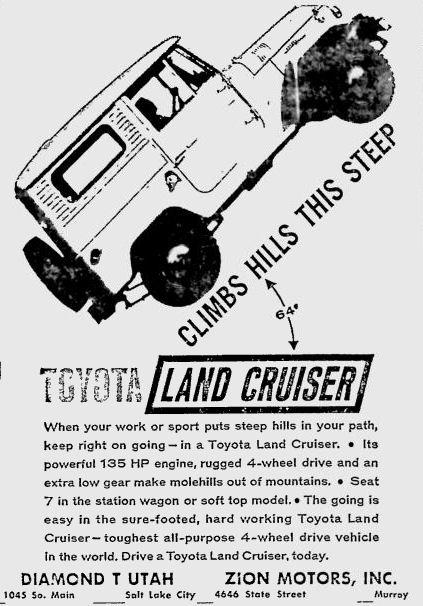 CLIMBS HILLS THIS STEEP
64°
TOYOTA LAND CRUISER
When your work or sport puts steep hills in your path,
keep right on going — in a Toyota Land Cruiser. • Its
powerful 135 HP engine, rugged 4-wheel drive and an
extra low gear make molehills out of mountains. • Seat
7 in the station wagon or soft top model. • The going is
easy in the sure-footed, hard working Toyota Land
Cruiser — toughest all-purpose 4-wheel drive vehicle
in the world. Drive a Toyota Land Cruiser, today.
DIAMOND T UTAH ZION MOTORS, INC.
1045 So. Main Salt Lake City 4646 State Street Murray